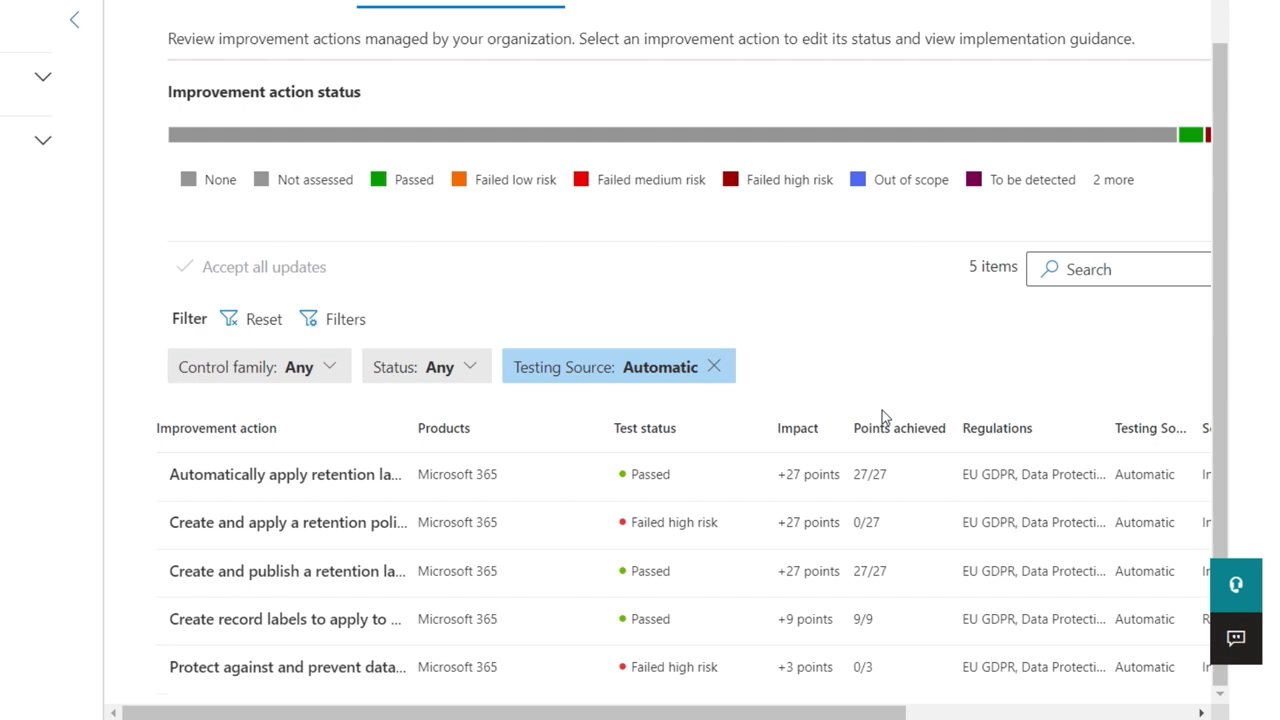 Review improvement actions managed by your organization. Select an improvement action to edit its status and view implementation guidance.
Improvement action status
None Not assessed Passed Failed low risk Failed medium risk Failed high risk Out of scope To be detected 2 more
Accept all updates 5 items Search
Filter Reset Filters
Control family: Any Status: Any Testing Source: Automatic
Improvement action Products Test status Impact Points achieved Regulations Testing So...
Automatically apply retention la... Microsoft 365 Passed +27 points 27/27 EU GDPR, Data Protecti... Automatic
Create and apply a retention poli... Microsoft 365 Failed high risk +27 points 0/27 EU GDPR, Data Protecti... Automatic
Create and publish a retention la... Microsoft 365 Passed +27 points 27/27 EU GDPR, Data Protecti... Automatic
Create record labels to apply to ... Microsoft 365 Passed +9 points 9/9 EU GDPR, Data Protecti... Automatic
Protect against and prevent data... Microsoft 365 Failed high risk +3 points 0/3 EU GDPR, Data Protecti... Automatic